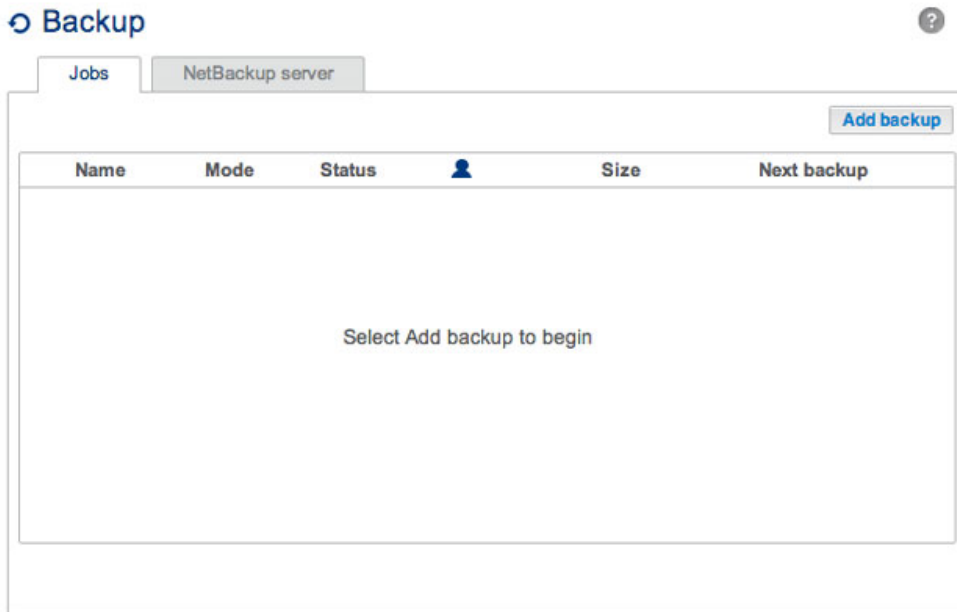 Backup
?
Jobs NetBackup server
Add backup
Name Mode Status Size Next backup
Select Add backup to begin